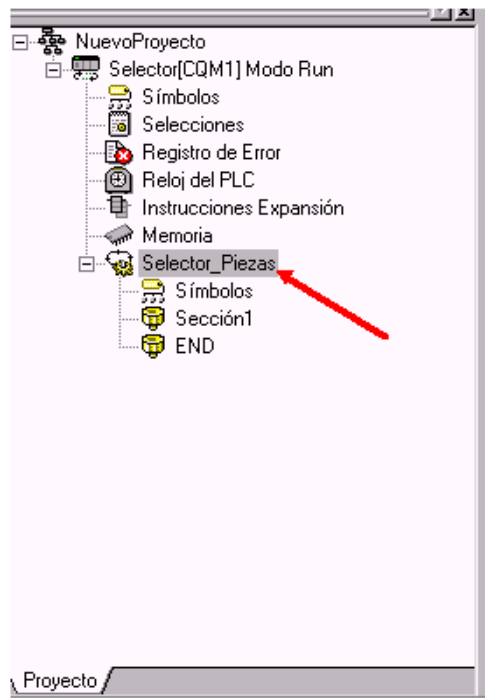 NuevoProyecto
Selector[CQM1] Modo Run
Símbolos
Selecciones
Registro de Error
Reloj del PLC
Instrucciones Expansión
Memoria
Selector_Piezas
Símbolos
Sección1
END
Proyecto